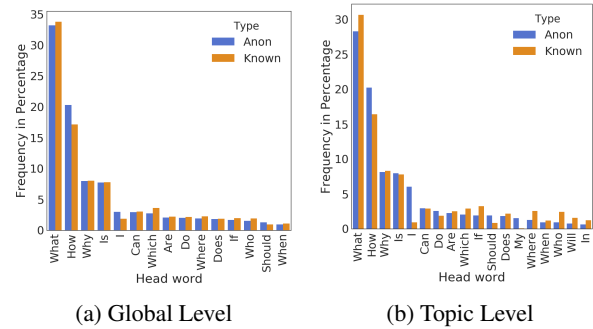 35
30
25
20
15
10
5
0
Frequency in Percentage
Type
Anon
Known
What
How
Why
Is
I
Can
Which
Are
Do
Where
Does
If
Who
Should
When
Head word
(a) Global Level
30
25
20
15
10
5
0
Frequency in Percentage
Type
Anon
Known
What
How
Why
Is
I
Can
Do
Are
Which
If
Should
Does
My
Where
When
Who
Will
In
Head word
(b) Topic Level